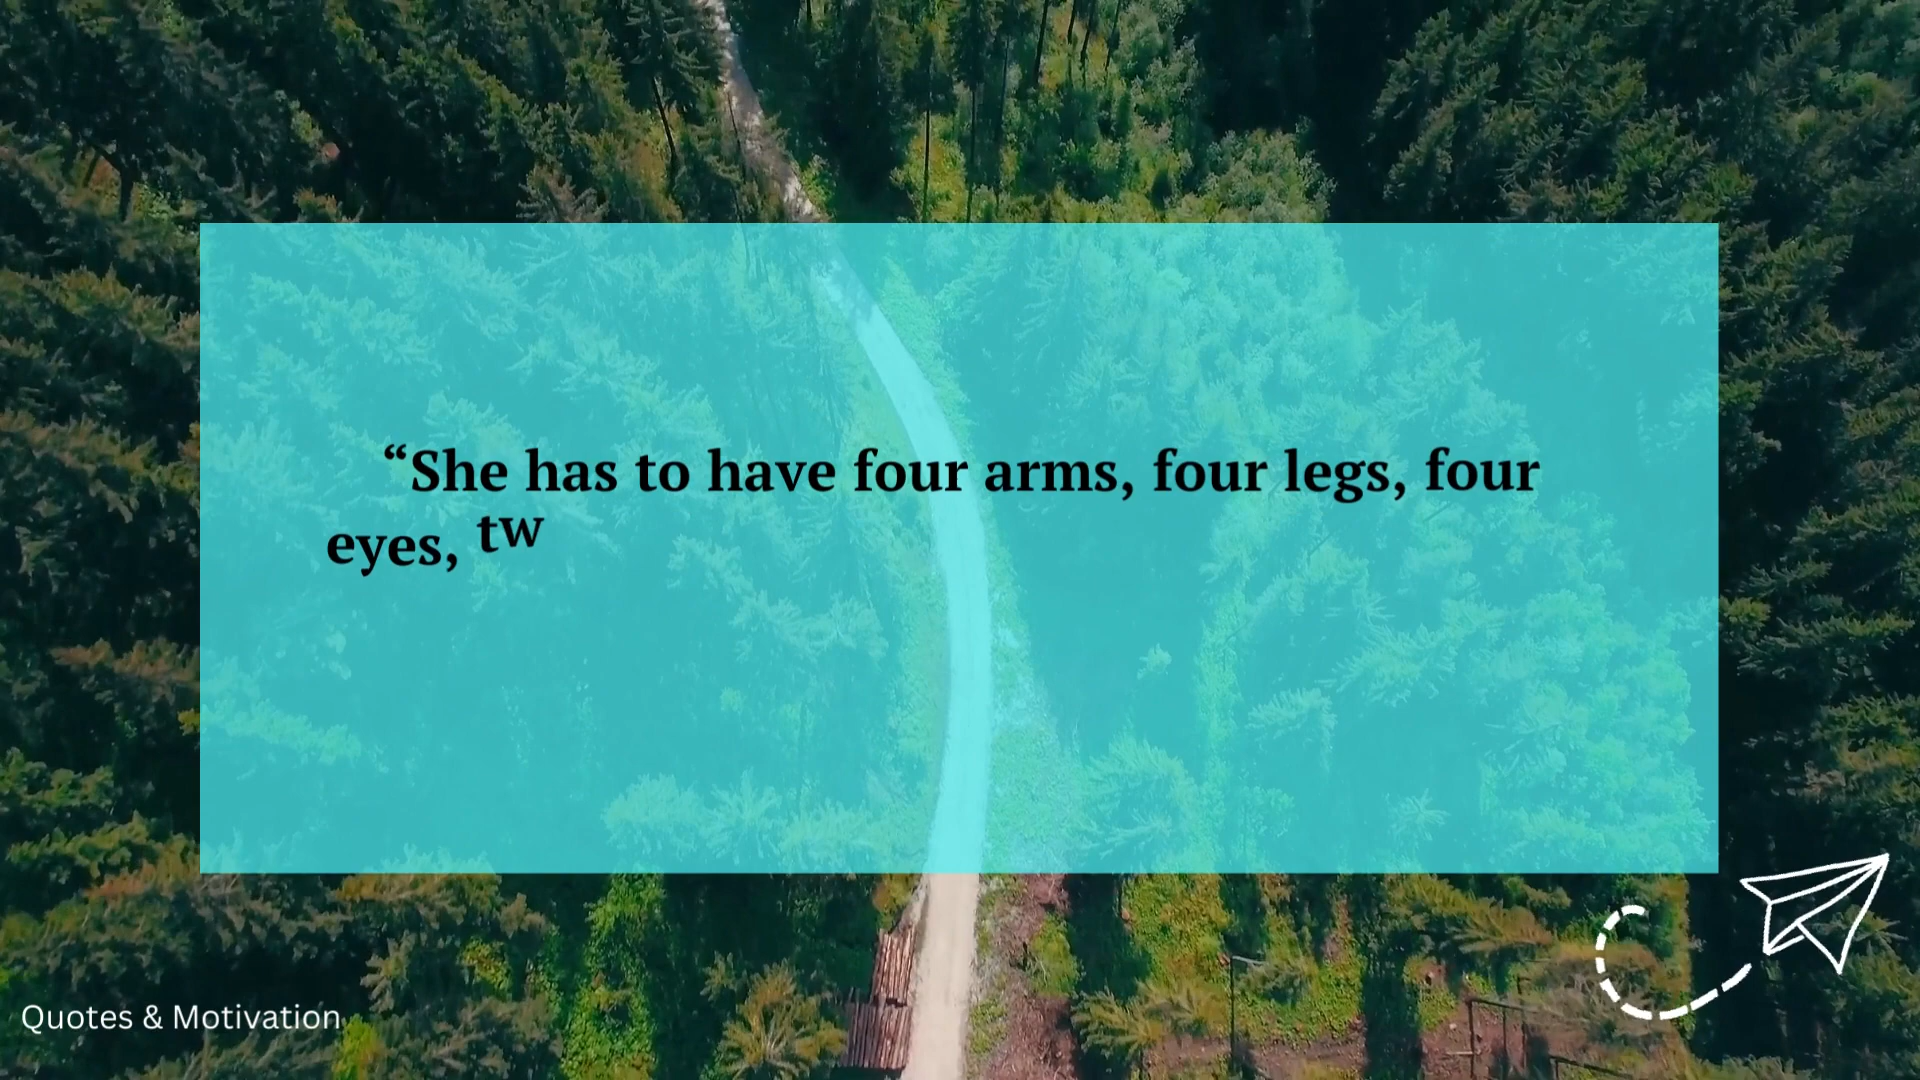 “She has to have four arms, four legs, four
eyes, tw
Quotes & Motivation